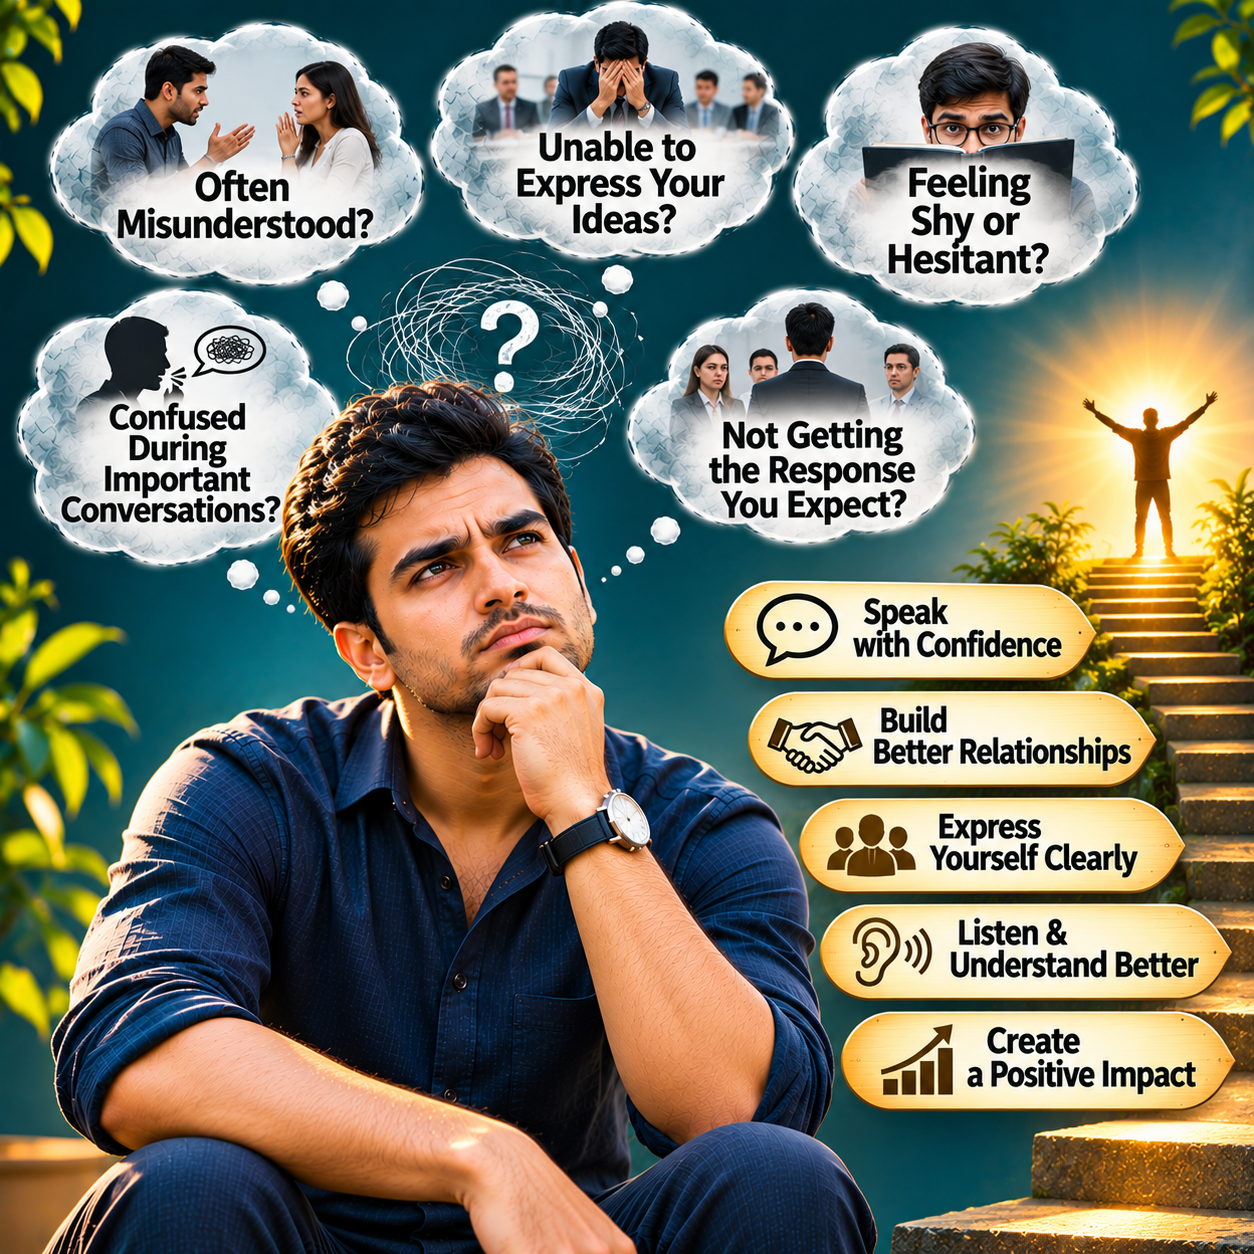 Often
Misunderstood?
Unable to
Express Your
Ideas?
Feeling
Shy or
Hesitant?
?
Confused
During
Important
Conversations?
Not Getting
the Response
You Expect?
Speak
with Confidence
Build
Better Relationships
Express
Yourself Clearly
Listen &
Understand Better
Create
a Positive Impact